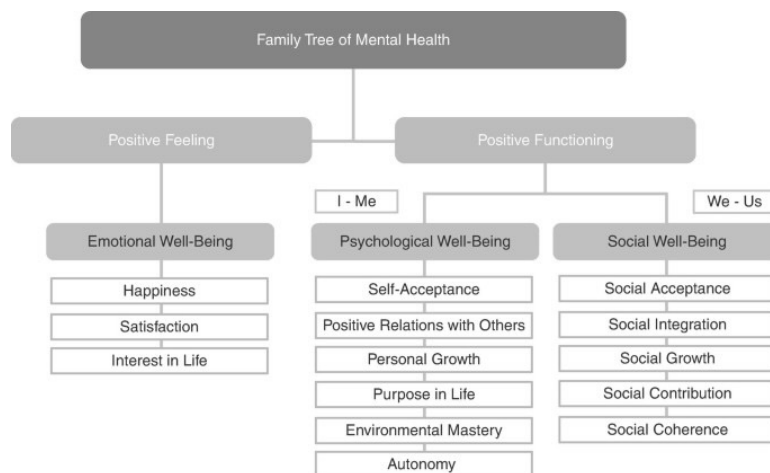 Family Tree of Mental Health
Positive Feeling
Positive Functioning
I - Me
We - Us
Emotional Well-Being
Psychological Well-Being
Social Well-Being
Happiness
Self-Acceptance
Social Acceptance
Satisfaction
Positive Relations with Others
Social Integration
Interest in Life
Personal Growth
Social Growth
Purpose in Life
Social Contribution
Environmental Mastery
Social Coherence
Autonomy